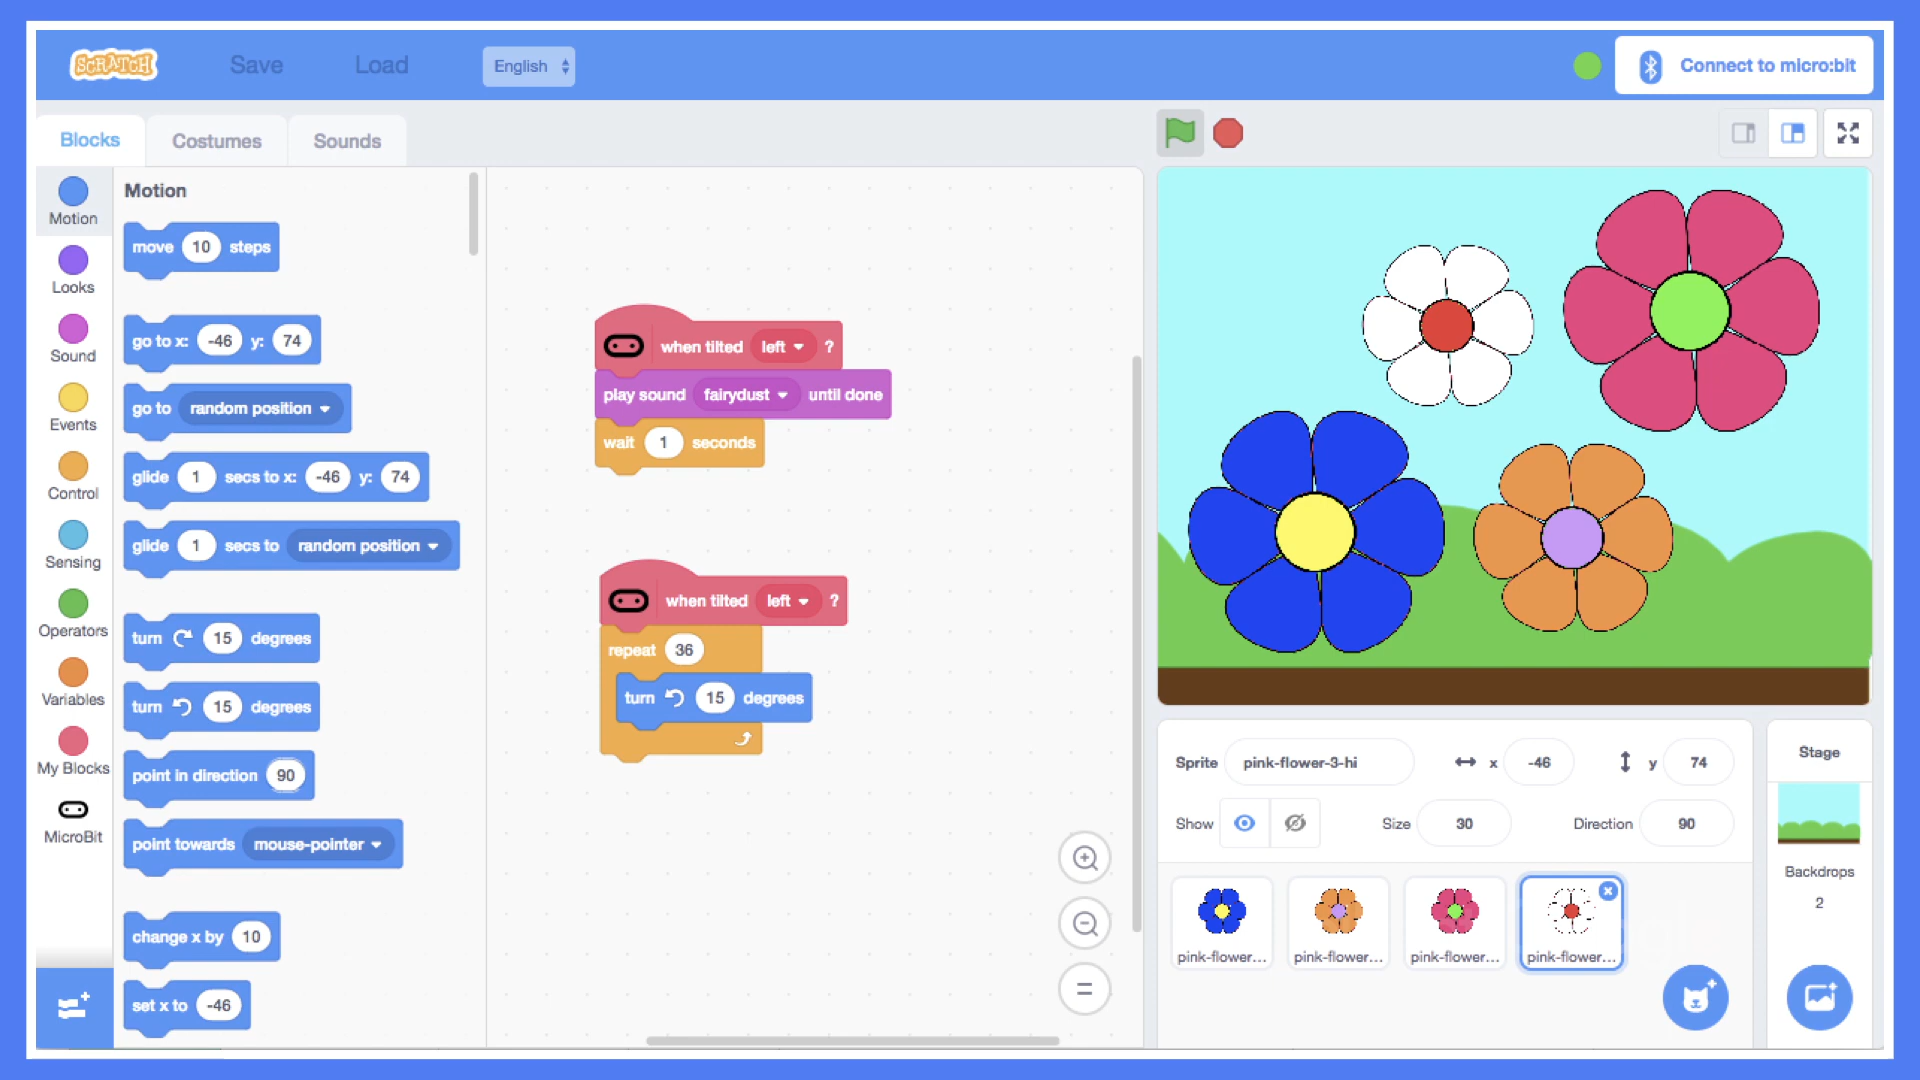 SCRATCH
Save
Load
English
Connect to micro:bit
Blocks
Costumes
Sounds
Motion
Looks
Sound
Events
Control
Sensing
Operators
Variables
My Blocks
MicroBit
Motion
move 10 steps
go to x: -46 y: 74
go to random position
glide 1 secs to x: -46 y: 74
glide 1 secs to random position
turn 15 degrees
turn 15 degrees
point in direction 90
point towards mouse-pointer
change x by 10
set x to -46
when tilted left ?
play sound fairydust until done
wait 1 seconds
when tilted left ?
repeat 36
turn 15 degrees
Sprite pink-flower-3-hi x -46 y 74
Show Size 30 Direction 90
pink-flower...
pink-flower...
pink-flower...
pink-flower...
Stage
Backdrops
2